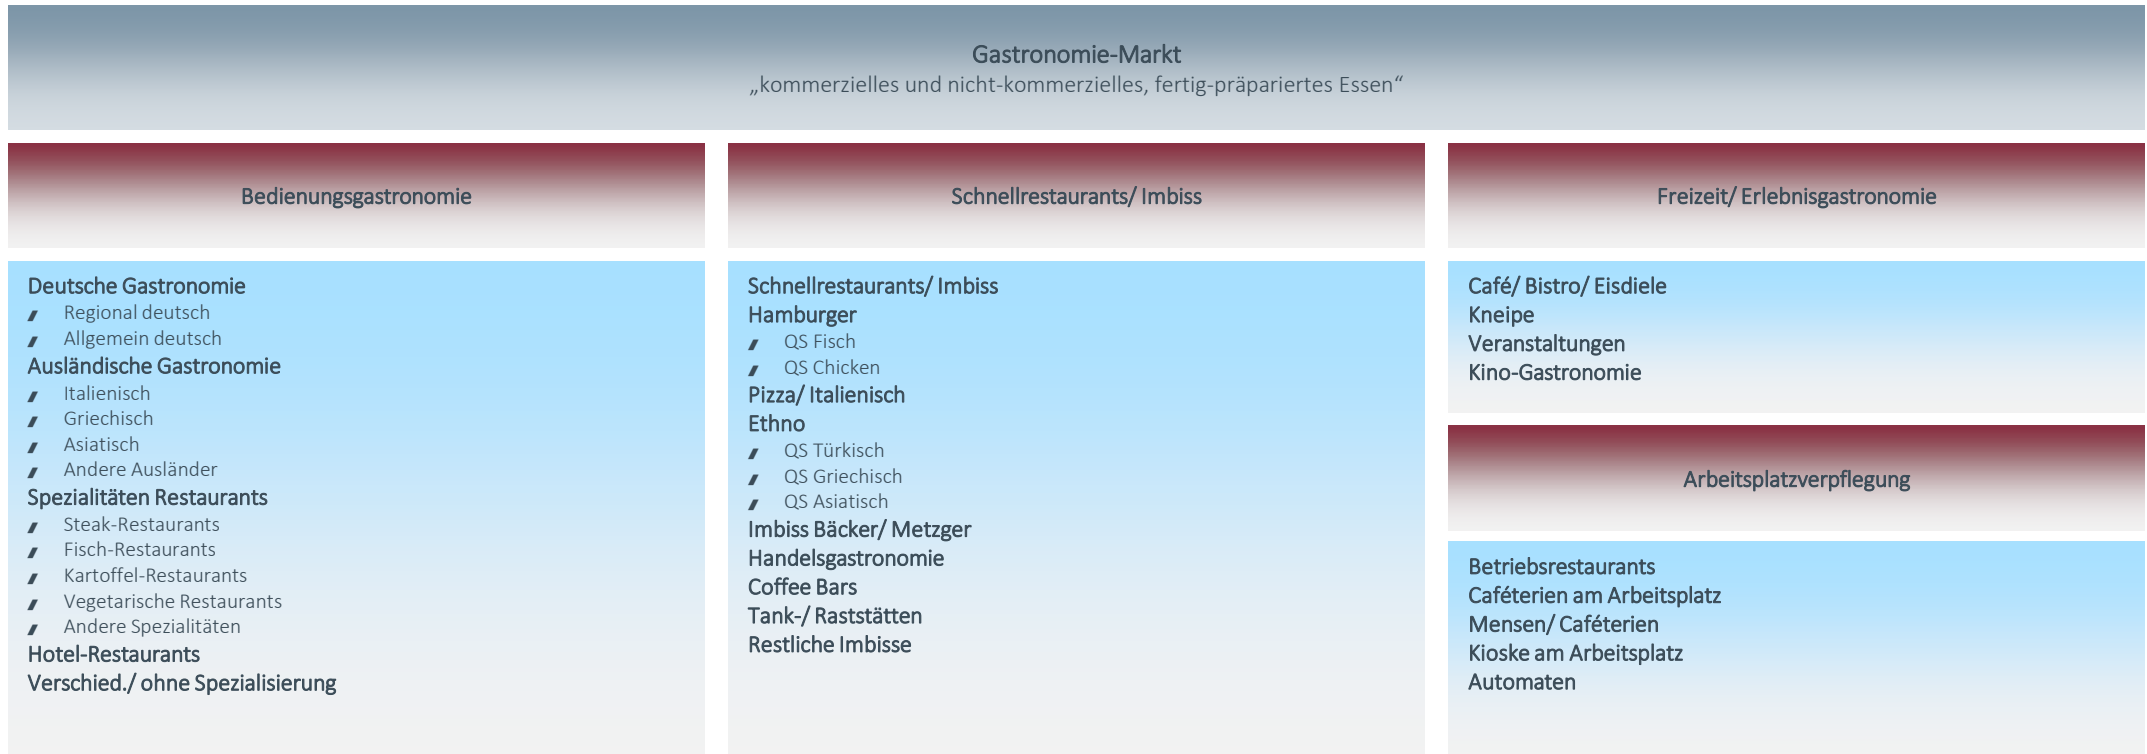 Gastronomie-Markt
„kommerzielles und nicht-kommerzielles, fertig-präpariertes Essen“
Bedienungsgastronomie
Deutsche Gastronomie
Regional deutsch
Allgemein deutsch
Ausländische Gastronomie
Italienisch
Griechisch
Asiatisch
Andere Ausländer
Spezialitäten Restaurants
Steak-Restaurants
Fisch-Restaurants
Kartoffel-Restaurants
Vegetarische Restaurants
Andere Spezialitäten
Hotel-Restaurants
Verschied./ ohne Spezialisierung
Schnellrestaurants/ Imbiss
Schnellrestaurants/ Imbiss
Hamburger
QS Fisch
QS Chicken
Pizza/ Italienisch
Ethno
QS Türkisch
QS Griechisch
QS Asiatisch
Imbiss Bäcker/ Metzger
Handelsgastronomie
Coffee Bars
Tank-/ Raststätten
Restliche Imbisse
Freizeit/ Erlebnisgastronomie
Café/ Bistro/ Eisdiele
Kneipe
Veranstaltungen
Kino-Gastronomie
Arbeitsplatzverpflegung
Betriebsrestaurants
Caféterien am Arbeitsplatz
Mensen/ Caféterien
Kioske am Arbeitsplatz
Automaten